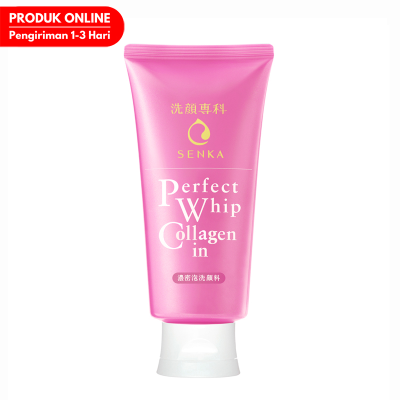 PRODUK ONLINE
Pengiriman 1-3 Hari
洗顔専科
SENKA
Perfect
Whip
Collagen
in
濃密泡洗顔料